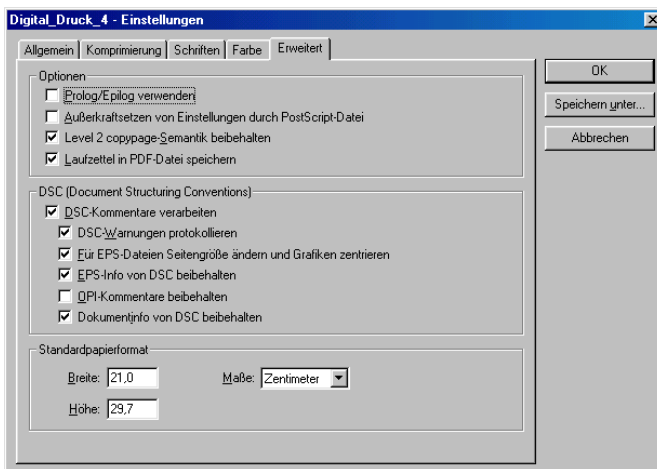 Digital_Druck_4 - Einstellungen
Allgemein Komprimierung Schriften Farbe Erweitert
Optionen
Prolog/Epilog verwenden
Außerkraftsetzen von Einstellungen durch PostScript-Datei
Level 2 copypage-Semantik beibehalten
Laufzettel in PDF-Datei speichern
DSC (Document Structuring Conventions)
DSC-Kommentare verarbeiten
DSC-Warnungen protokollieren
Für EPS-Dateien Seitengröße ändern und Grafiken zentrieren
EPS-Info von DSC beibehalten
OPI-Kommentare beibehalten
Dokumentinfo von DSC beibehalten
Standardpapierformat
Breite: 21,0 Maße: Zentimeter
Höhe: 29,7
OK
Speichern unter...
Abbrechen